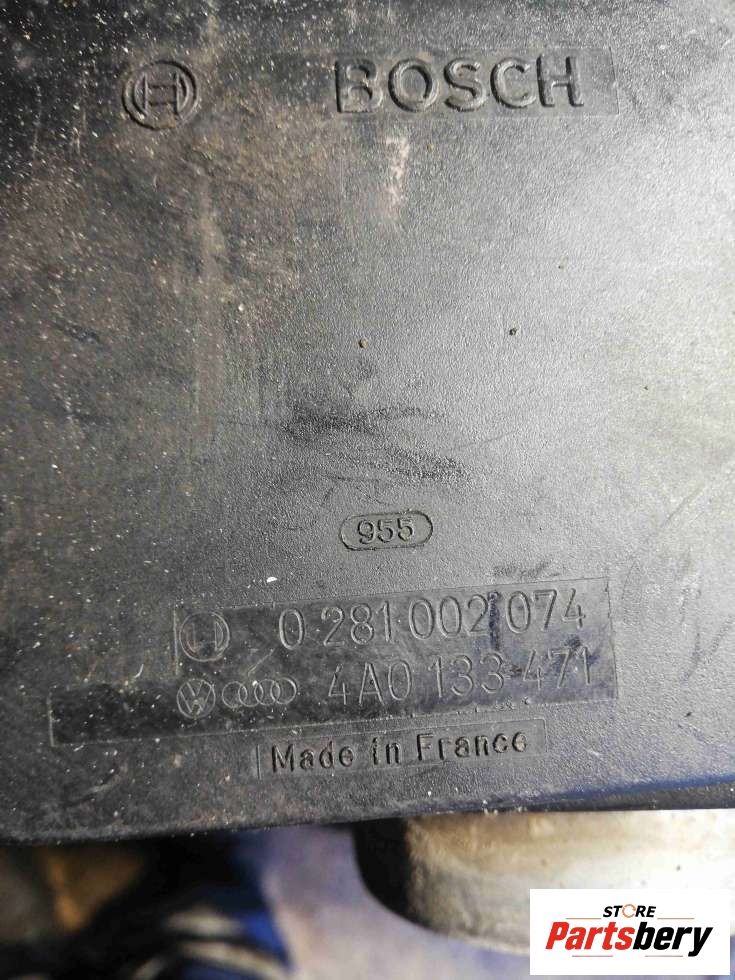 BOSCH
955
0 281 002 074
4A0 133 471
Made in France
STORE
Partsbery